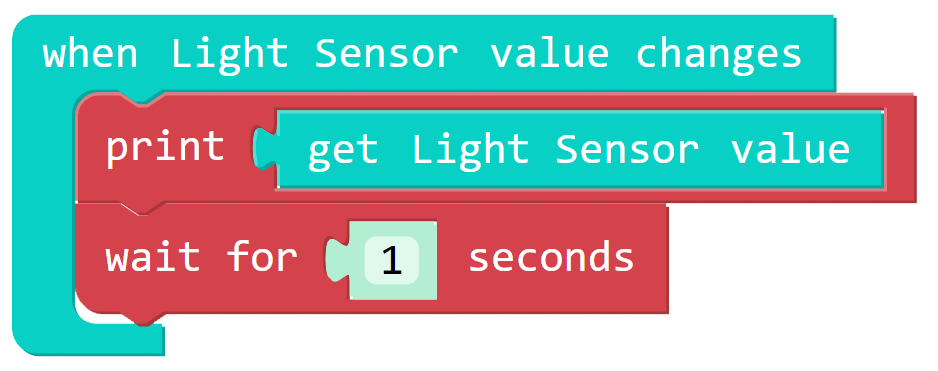 when Light Sensor value changes
print get Light Sensor value
wait for 1 seconds